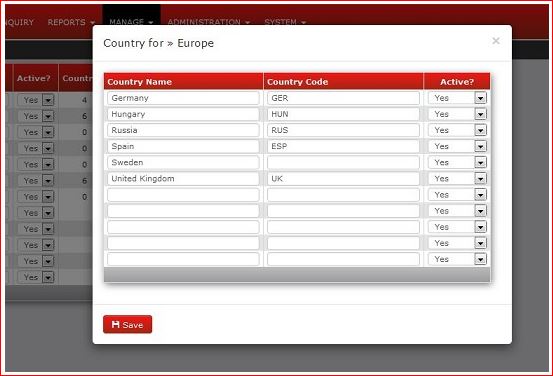 NQUIRY REPORTS MANAGE ADMINISTRATION SYSTEM
Country for » Europe ×
Active? Countr
Yes 4
Yes 6
Yes 0
Yes 0
Yes 0
Yes 6
Yes 0
Yes
Yes
Yes
Yes
Yes
Country Name Country Code Active?
Germany GER Yes
Hungary HUN Yes
Russia RUS Yes
Spain ESP Yes
Sweden Yes
United Kingdom UK Yes
Yes
Yes
Yes
Yes
Yes
Save